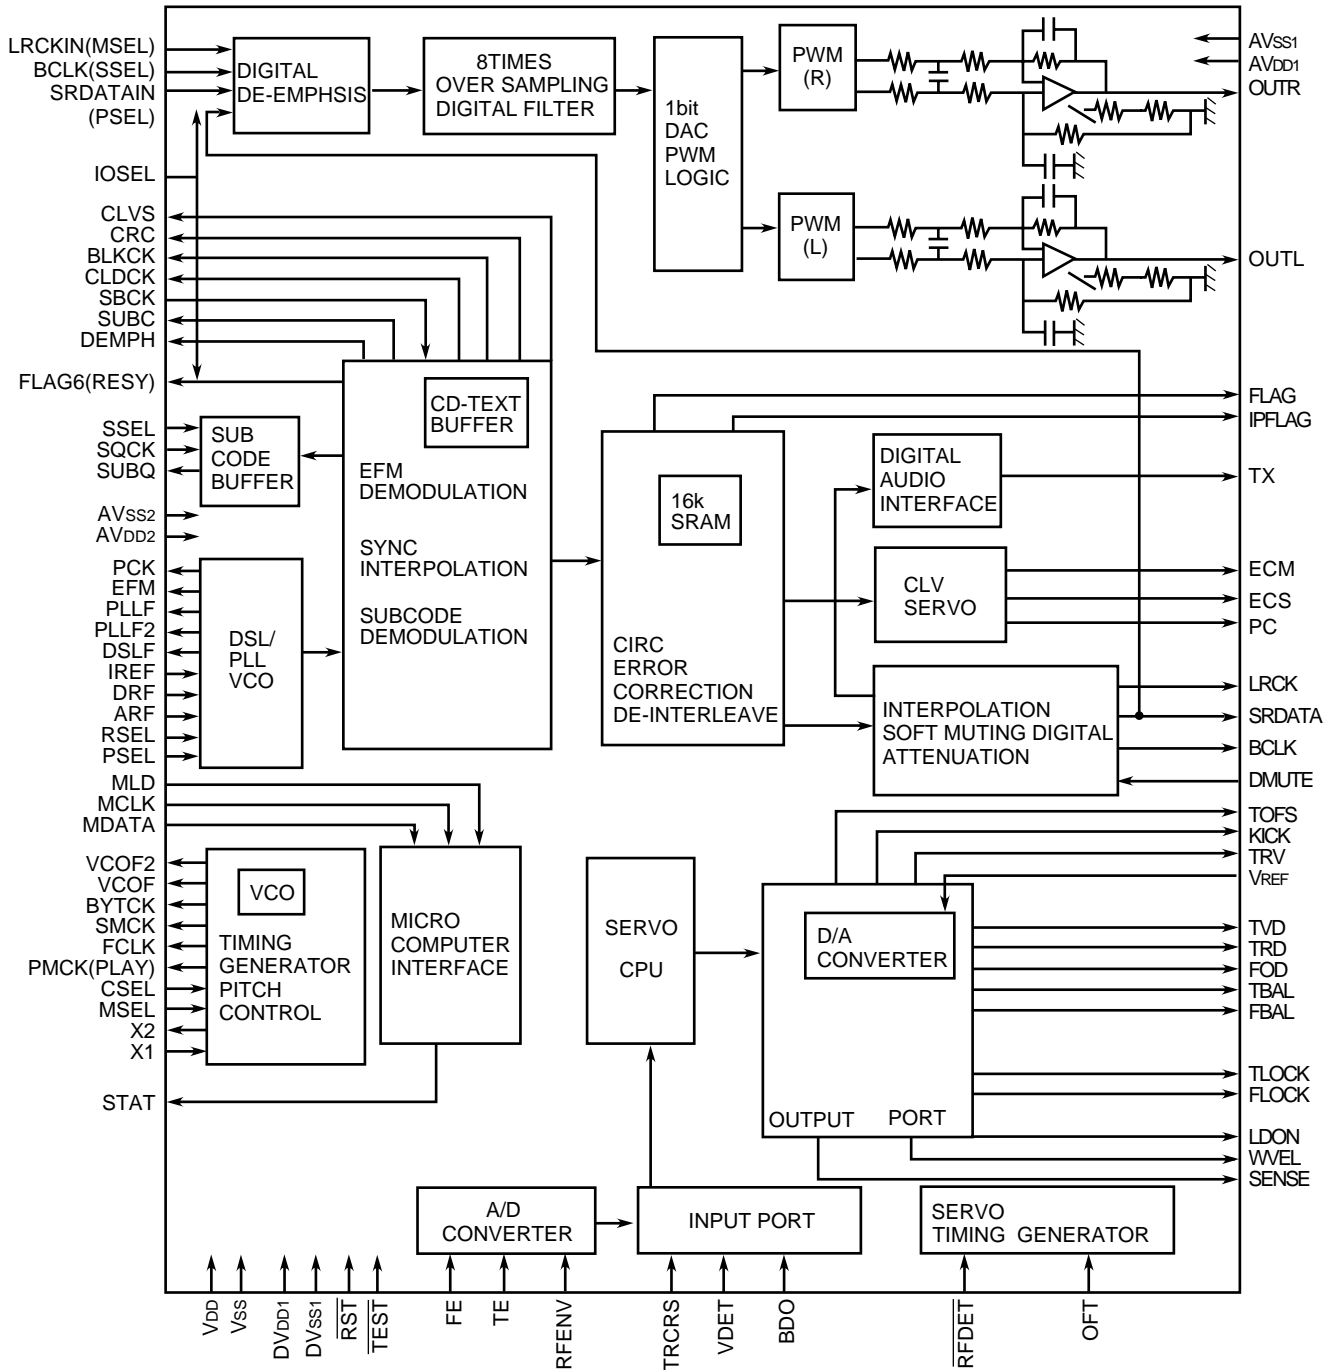 LRCKIN(MSEL)
BCLK(SSEL)
SRDATAIN
(PSEL)
IOSEL
CLVS
CRC
BLKCK
CLDCK
SBCK
SUBC
DEMPH
FLAG6(RESY)
SSEL
SQCK
SUBQ
AVSS2
AVDD2
PCK
EFM
PLLF
PLLF2
DSLF
IREF
DRF
ARF
RSEL
PSEL
MLD
MCLK
MDATA
VCOF2
VCOF
BYTCK
SMCK
FCLK
PMCK(PLAY)
CSEL
MSEL
X2
X1
STAT
DIGITAL
DE-EMPHSIS
8TIMES
OVER SAMPLING
DIGITAL FILTER
1bit
DAC
PWM
LOGIC
PWM
(R)
PWM
(L)
CD-TEXT
BUFFER
EFM
DEMODULATION
SYNC
INTERPOLATION
SUBCODE
DEMODULATION
SUB
CODE
BUFFER
DSL/
PLL
VCO
16k
SRAM
CIRC
ERROR
CORRECTION
DE-INTERLEAVE
DIGITAL
AUDIO
INTERFACE
CLV
SERVO
INTERPOLATION
SOFT MUTING DIGITAL
ATTENUATION
VCO
TIMING
GENERATOR
PITCH
CONTROL
MICRO
COMPUTER
INTERFACE
SERVO
CPU
D/A
CONVERTER
OUTPUT PORT
A/D
CONVERTER
INPUT PORT
SERVO
TIMING GENERATOR
AVSS1
AVDD1
OUTR
OUTL
FLAG
IPFLAG
TX
ECM
ECS
PC
LRCK
SRDATA
BCLK
DMUTE
TOFS
KICK
TRV
VREF
TVD
TRD
FOD
TBAL
FBAL
TLOCK
FLOCK
LDON
WVEL
SENSE
VDD
VSS
DVDD1
DVSS1
RST
TEST
FE
TE
RFENV
TRCRS
VDET
BDO
RFDET
OFT